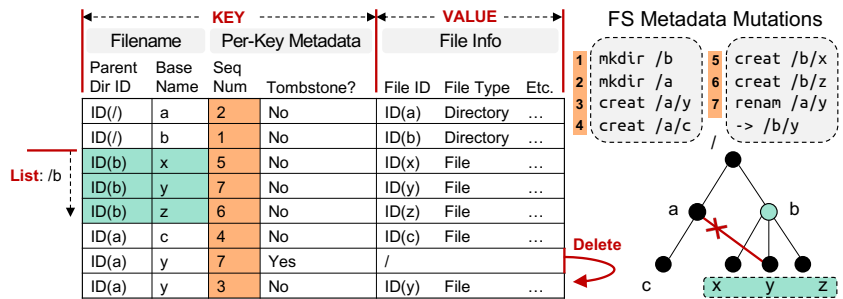 KEY VALUE
Filename Per-Key Metadata File Info
Parent Dir ID Base Name Seq Num Tombstone? File ID File Type Etc.
ID(/) a 2 No ID(a) Directory ...
ID(/) b 1 No ID(b) Directory ...
ID(b) x 5 No ID(x) File ...
ID(b) y 7 No ID(y) File ...
ID(b) z 6 No ID(z) File ...
ID(a) c 4 No ID(c) File ...
ID(a) y 7 Yes /
ID(a) y 3 No ID(y) File ...
List: /b
Delete
FS Metadata Mutations
1 mkdir /b
2 mkdir /a
3 creat /a/y
4 creat /a/c
5 creat /b/x
6 creat /b/z
7 renam /a/y
-> /b/y
/
a b
c x y z